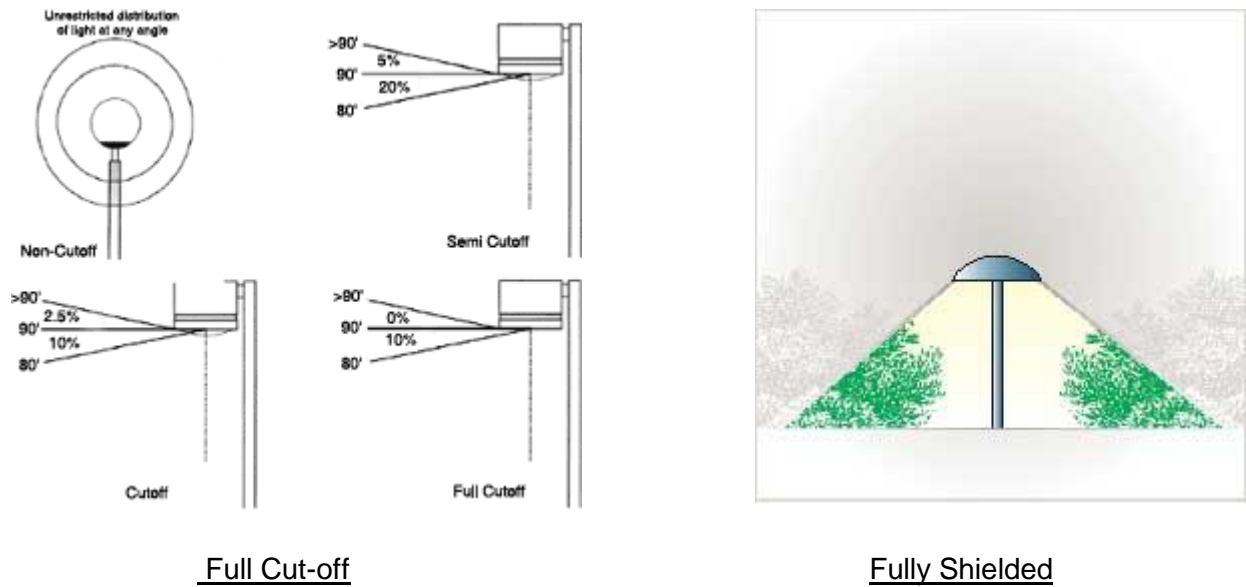 Unrestricted distribution
of light at any angle
Non-Cutoff
>90'
5%
90'
20%
80'
Semi Cutoff
>90'
2.5%
90'
10%
80'
Cutoff
>90'
0%
90'
10%
80'
Full Cutoff
Full Cut-off
Fully Shielded